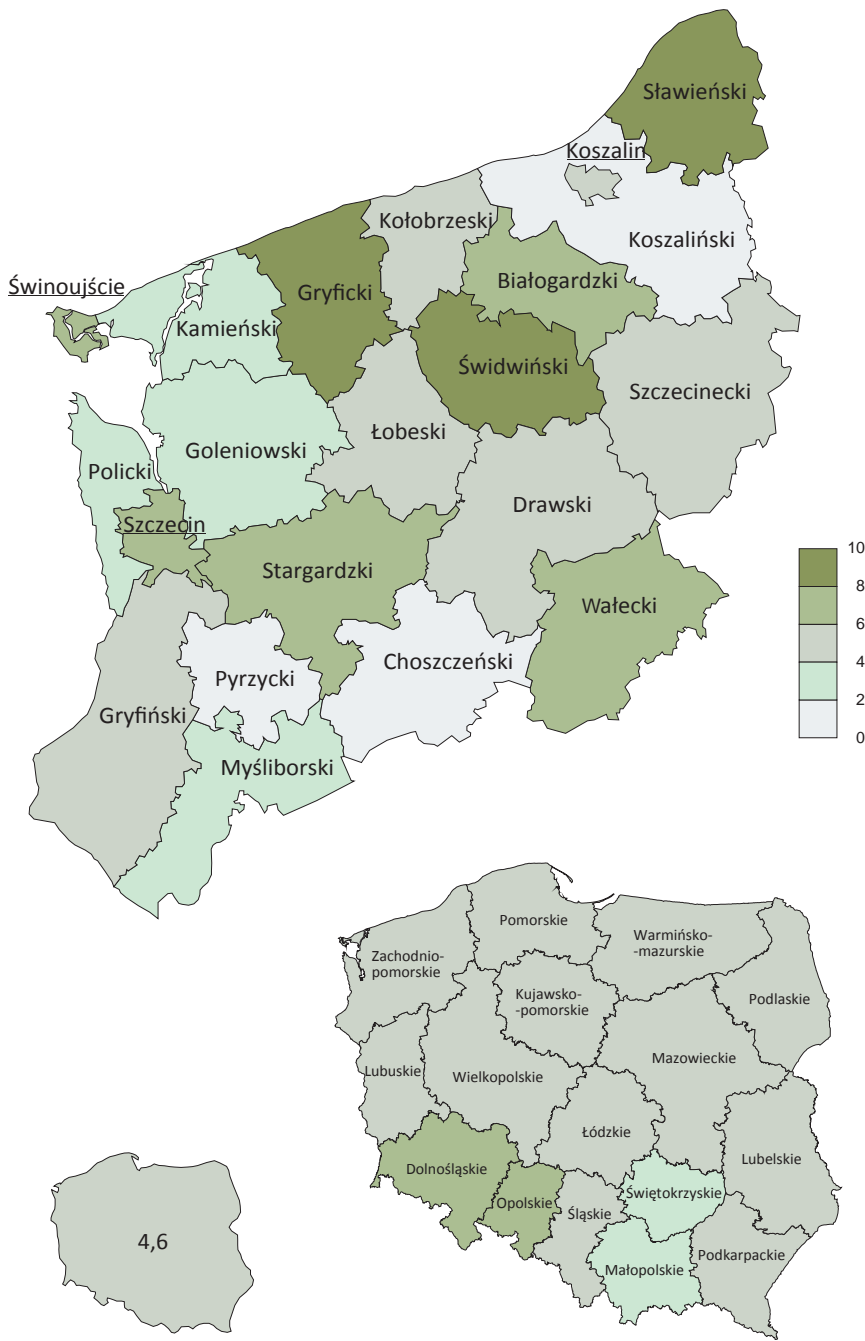 Sławieński
Koszalin
Kołobrzeski
Koszaliński
Świnoujście
Gryficki
Białogardzki
Kamieński
Świdwiński
Szczecinecki
Łobeski
Goleniowski
Policki
Drawski
Szczecin
Stargardzki
Wałecki
Choszczeński
Pyrzycki
Gryfiński
Myśliborski
10
8
6
4
2
0
Pomorskie
Warmińsko-
-mazurskie
Zachodnio-
pomorskie
Kujawsko-
-pomorskie
Podlaskie
Mazowieckie
Lubuskie
Wielkopolskie
Łódzkie
Lubelskie
Dolnośląskie
Opolskie
Śląskie
Świętokrzyskie
Podkarpackie
Małopolskie
4,6